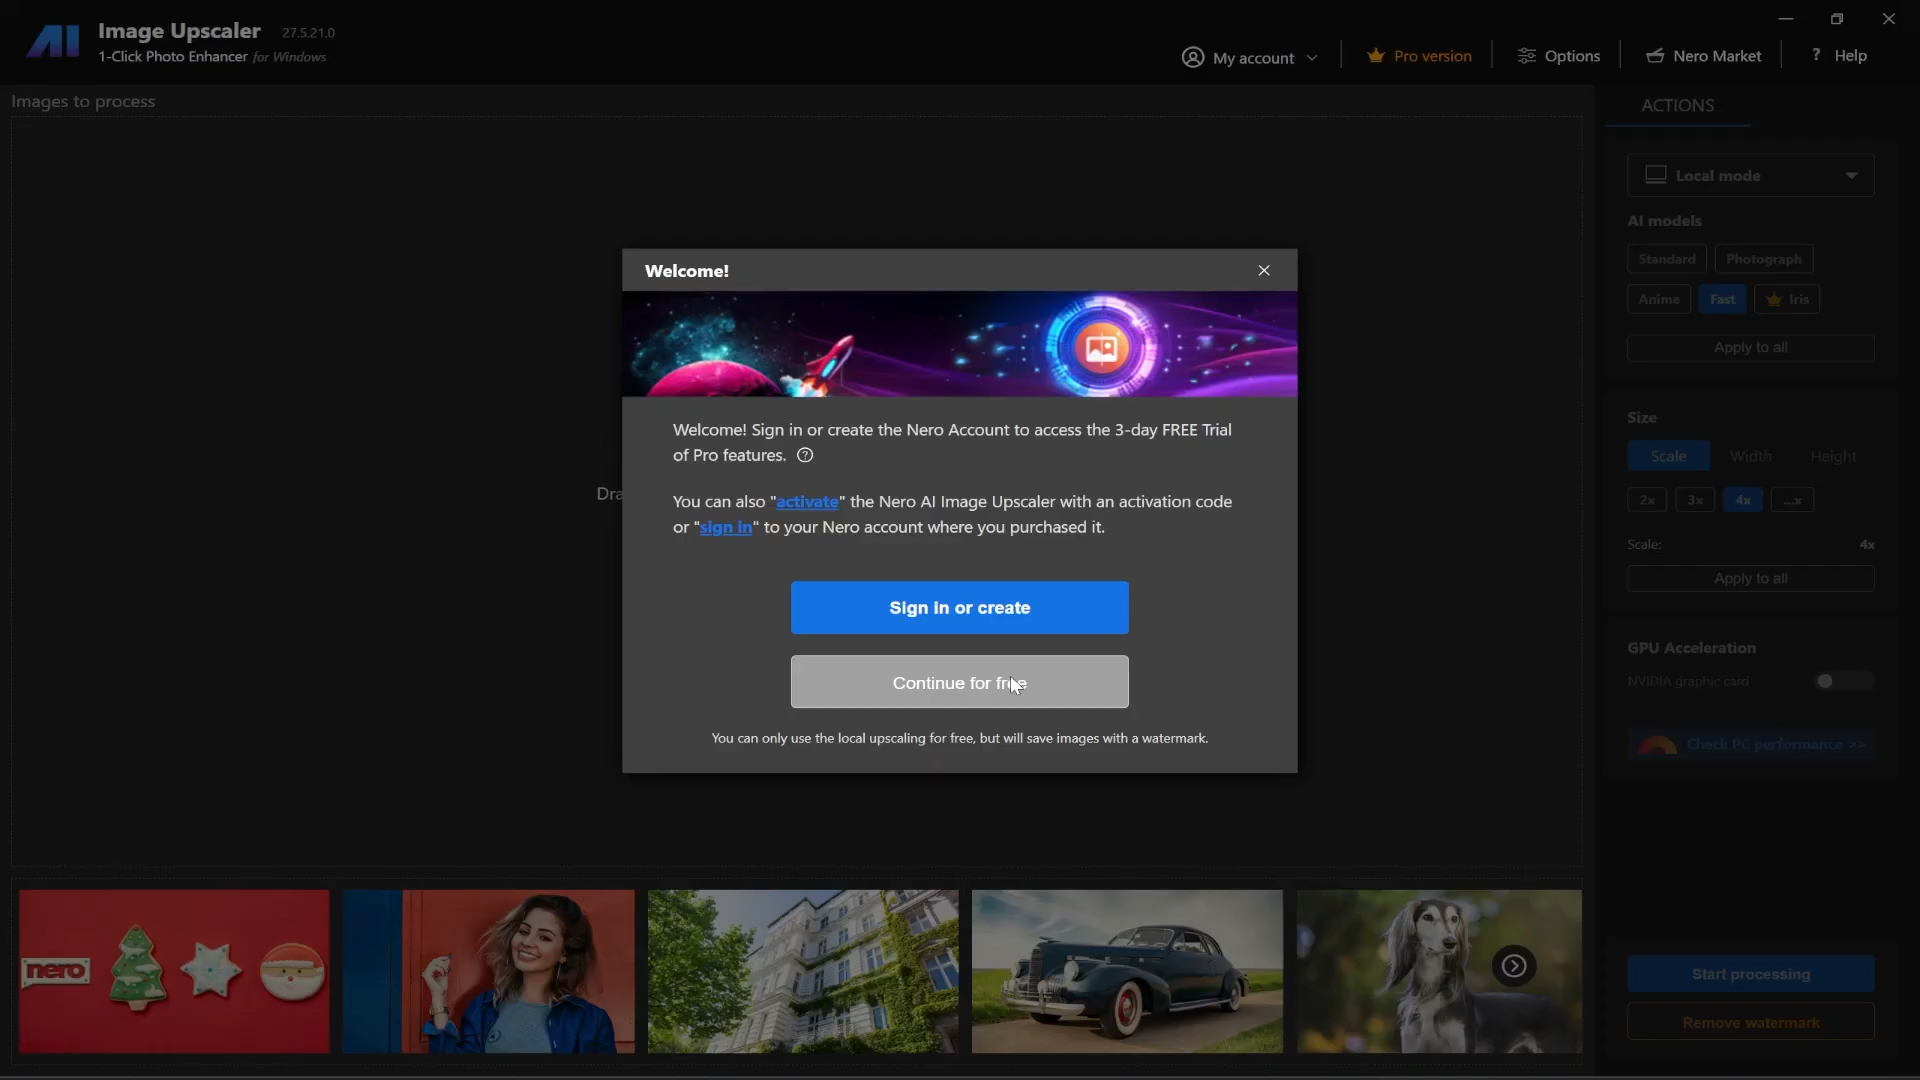 AI Image Upscaler 27.5.21.0
1-Click Photo Enhancer for Windows
My account
Pro version
Options
Nero Market
? Help
Images to process
ACTIONS
Local mode
AI models
Standard
Photograph
Anime
Fast
Iris
Apply to all
Size
Scale
Width
Height
2x
3x
4x
...x
Scale: 4x
Apply to all
GPU Acceleration
NVIDIA graphic card
Check PC performance >>
Start processing
Remove watermark
Dra
Welcome!
Welcome! Sign in or create the Nero Account to access the 3-day FREE Trial
of Pro features. ?
You can also "activate" the Nero AI Image Upscaler with an activation code
or "sign in" to your Nero account where you purchased it.
Sign in or create
Continue for free
You can only use the local upscaling for free, but will save images with a watermark.
nero